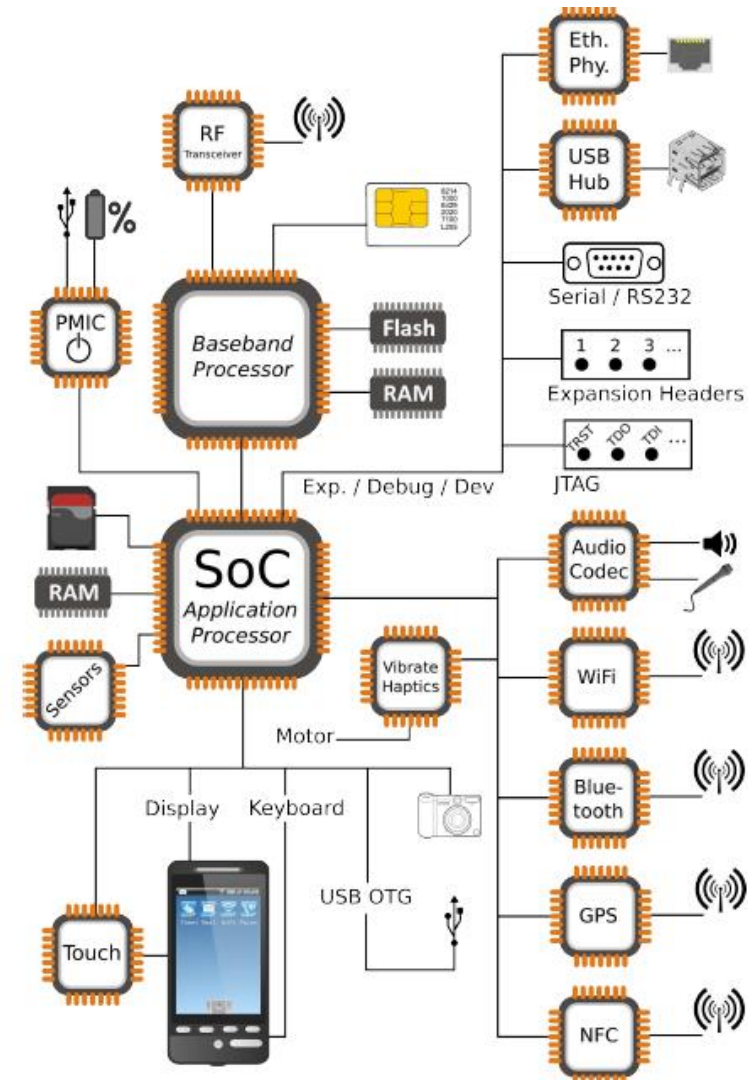 Eth.
Phy.
RF
Transceiver
USB
Hub
%
PMIC
Baseband
Processor
Flash
RAM
Serial / RS232
1 2 3 ...
Expansion Headers
TRST TDO TDI ...
JTAG
Exp. / Debug / Dev
SoC
Application
Processor
RAM
Sensors
Audio
Codec
Vibrate
Haptics
WiFi
Motor
Display
Keyboard
Blue-
tooth
USB OTG
Touch
GPS
NFC